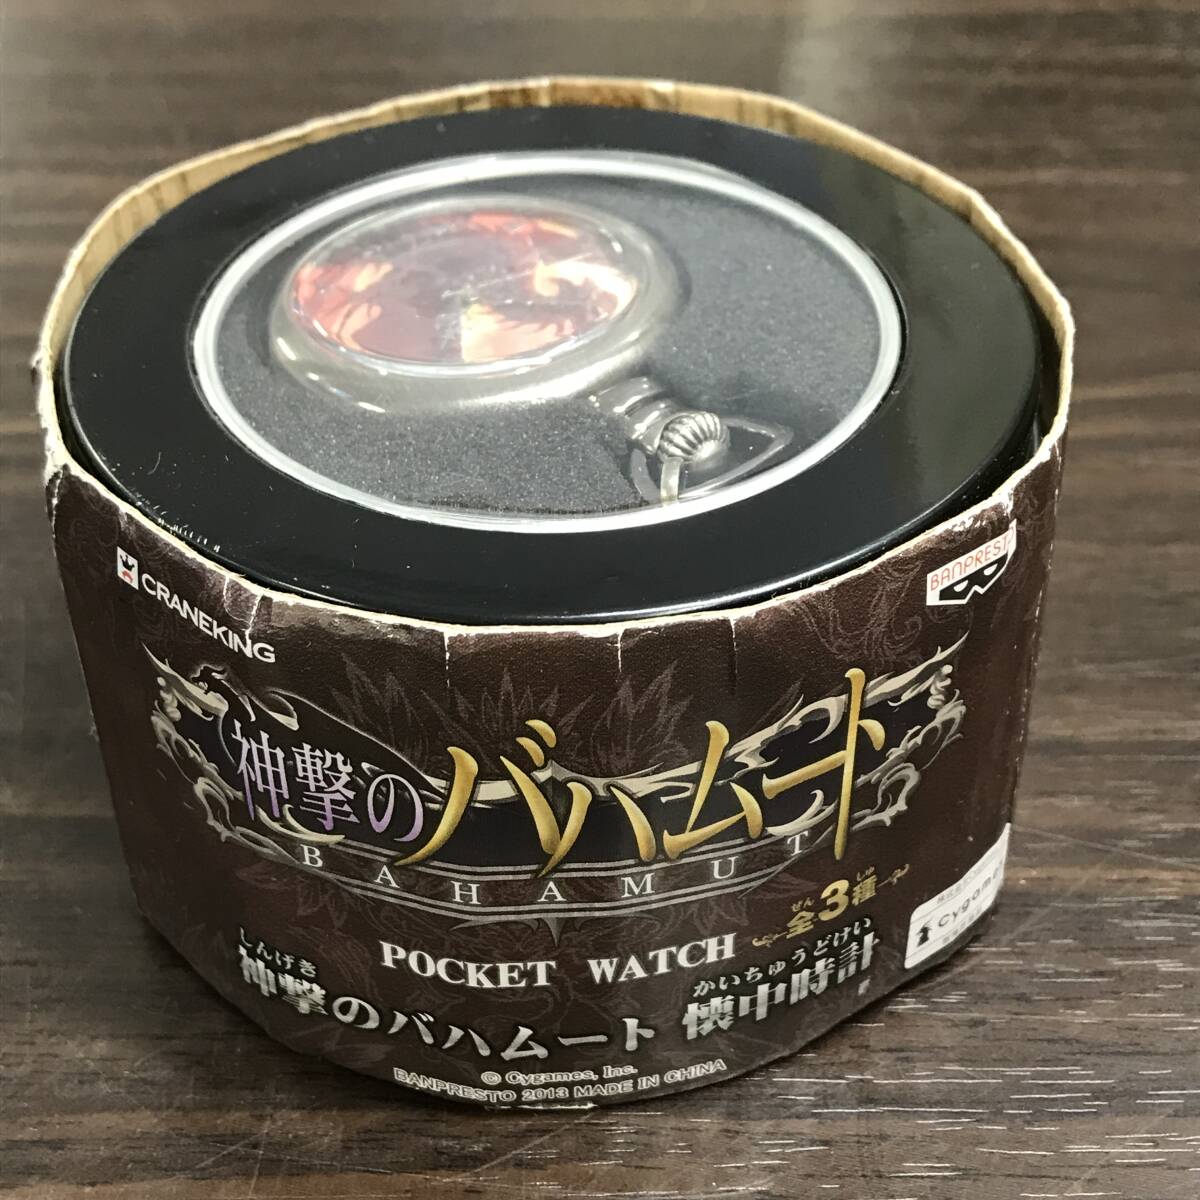 CRANEKING
BANPRESTO
神撃のバハムート
BAHAMUT
ぜん しゅ
全3種
POCKET WATCH
しんげき かいちゅうどけい
神撃のバハムート 懐中時計
Cygames
© Cygames, Inc.
BANPRESTO 2013 MADE IN CHINA